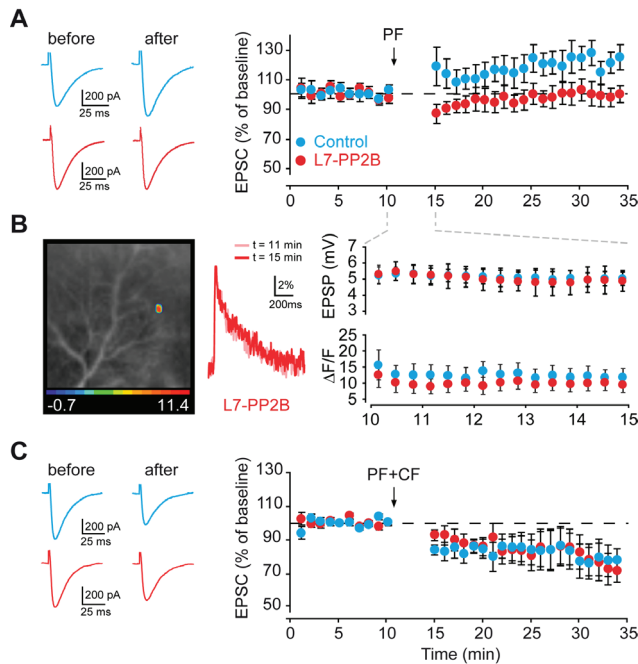 A
before
after
200 pA
25 ms
200 pA
25 ms
PF
EPSC (% of baseline)
130
110
90
70
50
Control
L7-PP2B
0 5 10 15 20 25 30 35
B
-0.7 11.4
t = 11 min
t = 15 min
2%
200ms
L7-PP2B
EPSP (mV)
7
6
5
4
3
ΔF/F
25
20
15
10
5
10 11 12 13 14 15
C
before
after
200 pA
25 ms
200 pA
25 ms
PF+CF
EPSC (% of baseline)
130
110
90
70
50
0 5 10 15 20 25 30 35
Time (min)